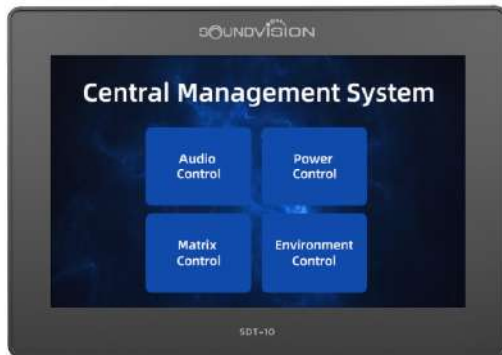 SOUNDVISION
Central Management System
Audio
Control
Power
Control
Matrix
Control
Environment
Control
SDT-10